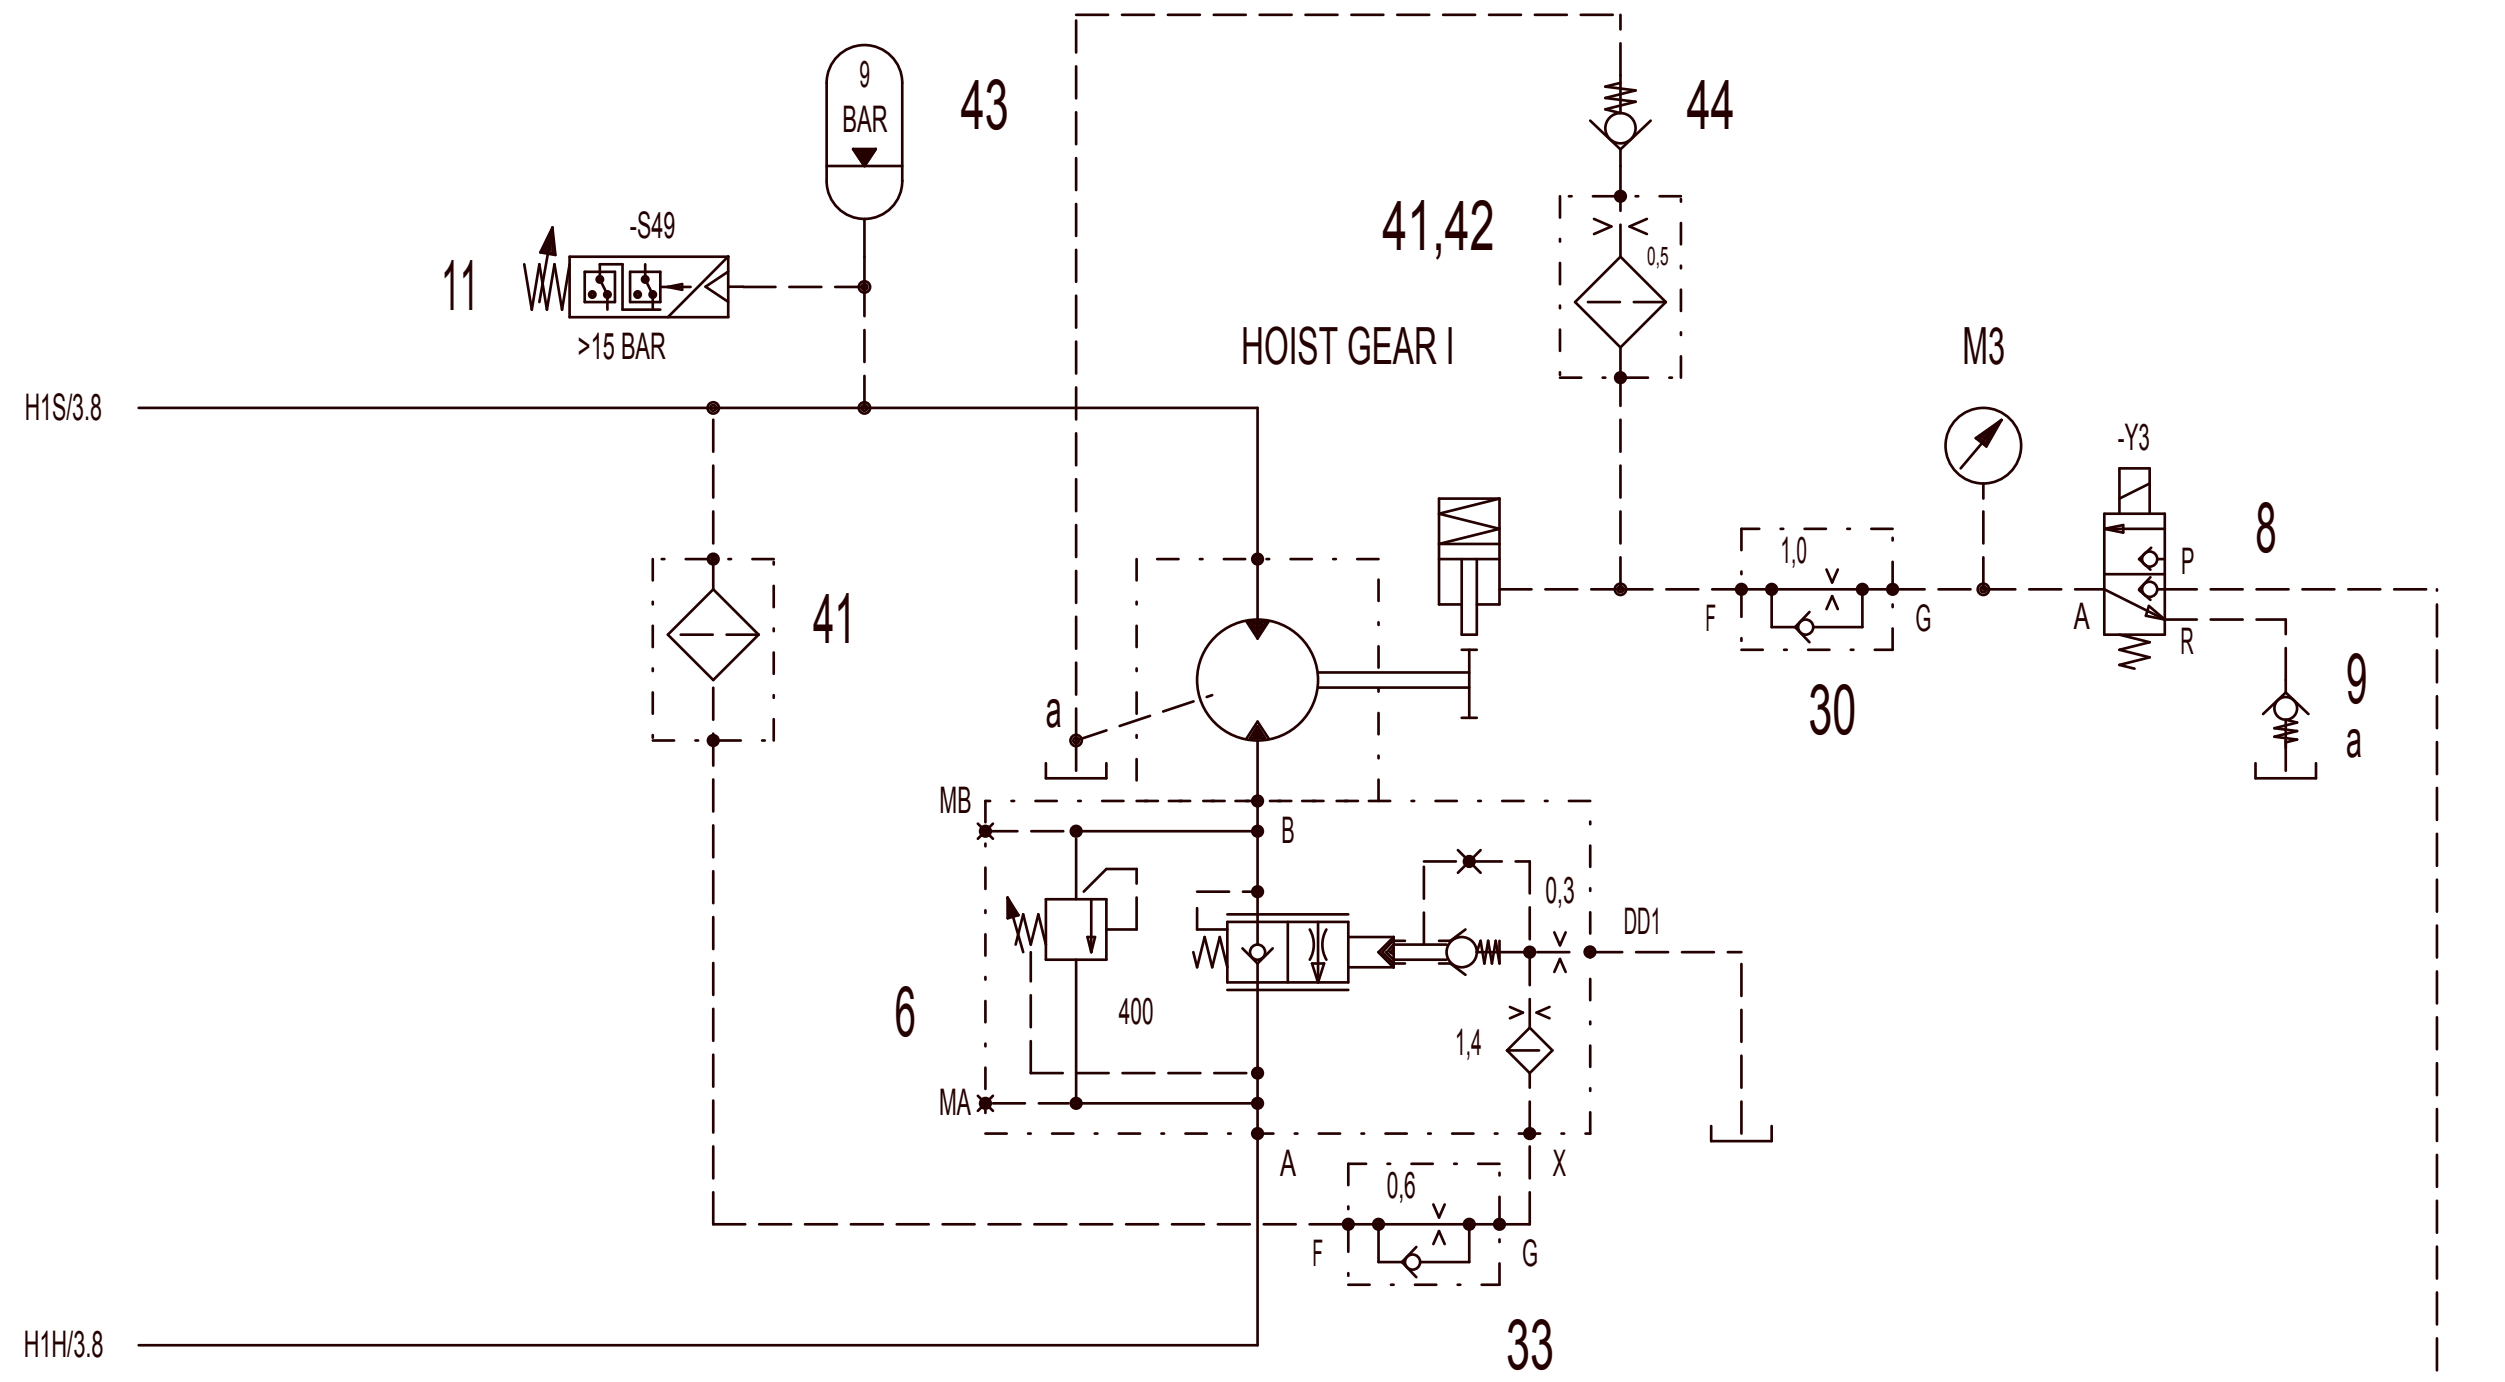 9
BAR
43
44
-S49
41,42
0,5
11
>15 BAR
HOIST GEAR I
M3
H1S/3.8
-Y3
8
1,0
P
41
F
G
A
R
30
9
a
a
MB
B
0,3
DD1
6
400
1,4
MA
A
X
0,6
F
G
33
H1H/3.8